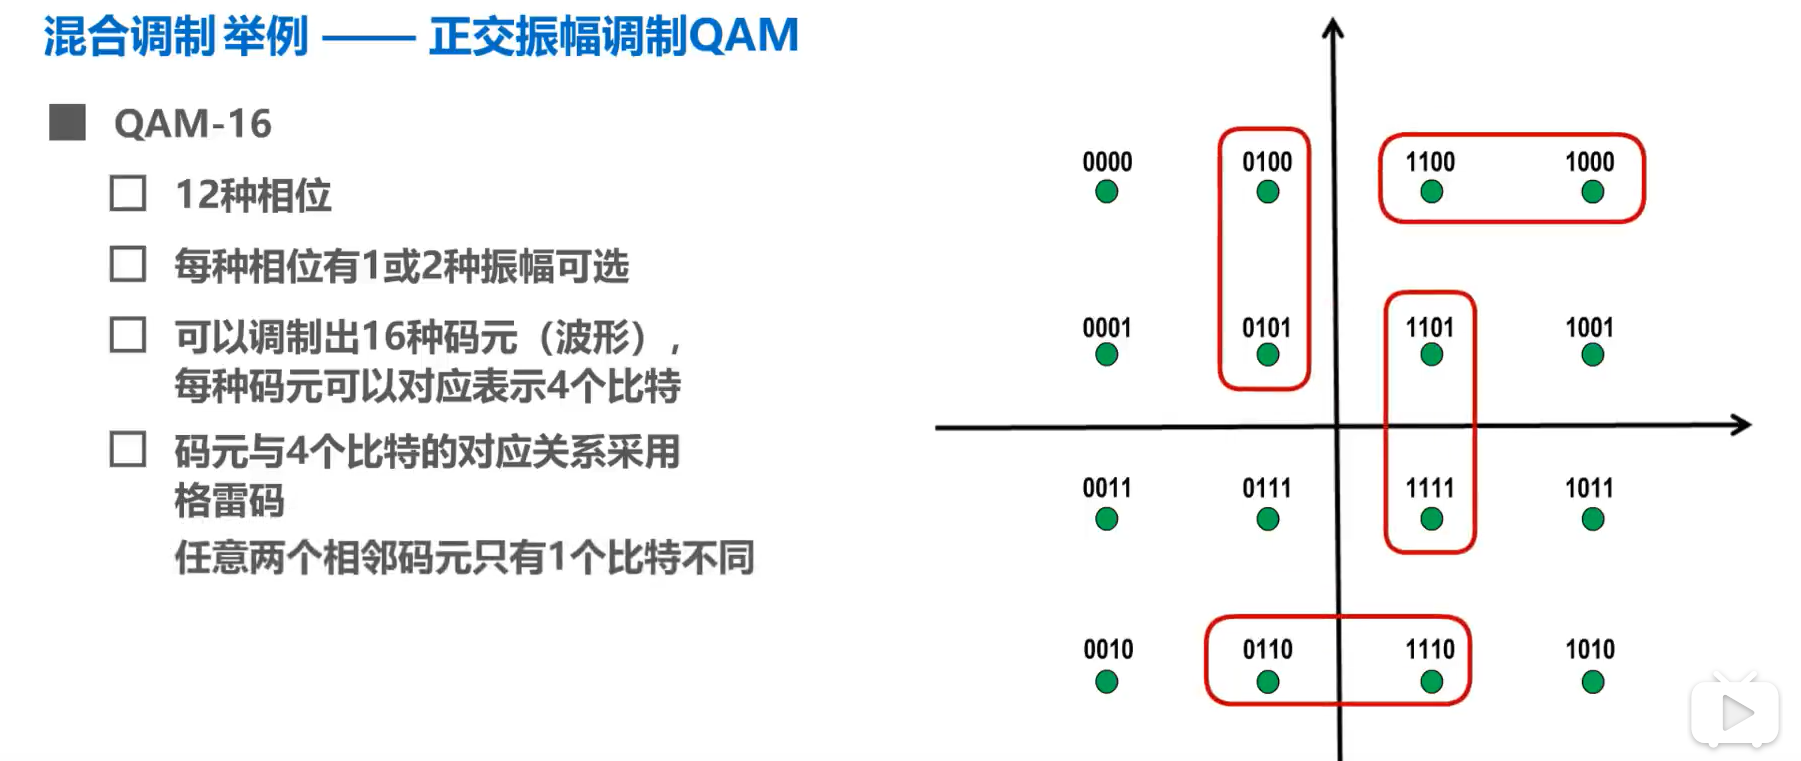 混合调制 举例 —— 正交振幅调制QAM
QAM-16
12种相位
每种相位有1或2种振幅可选
可以调制出16种码元（波形），
每种码元可以对应表示4个比特
码元与4个比特的对应关系采用
格雷码
任意两个相邻码元只有1个比特不同
0000 0100 1100 1000
0001 0101 1101 1001
0011 0111 1111 1011
0010 0110 1110 1010